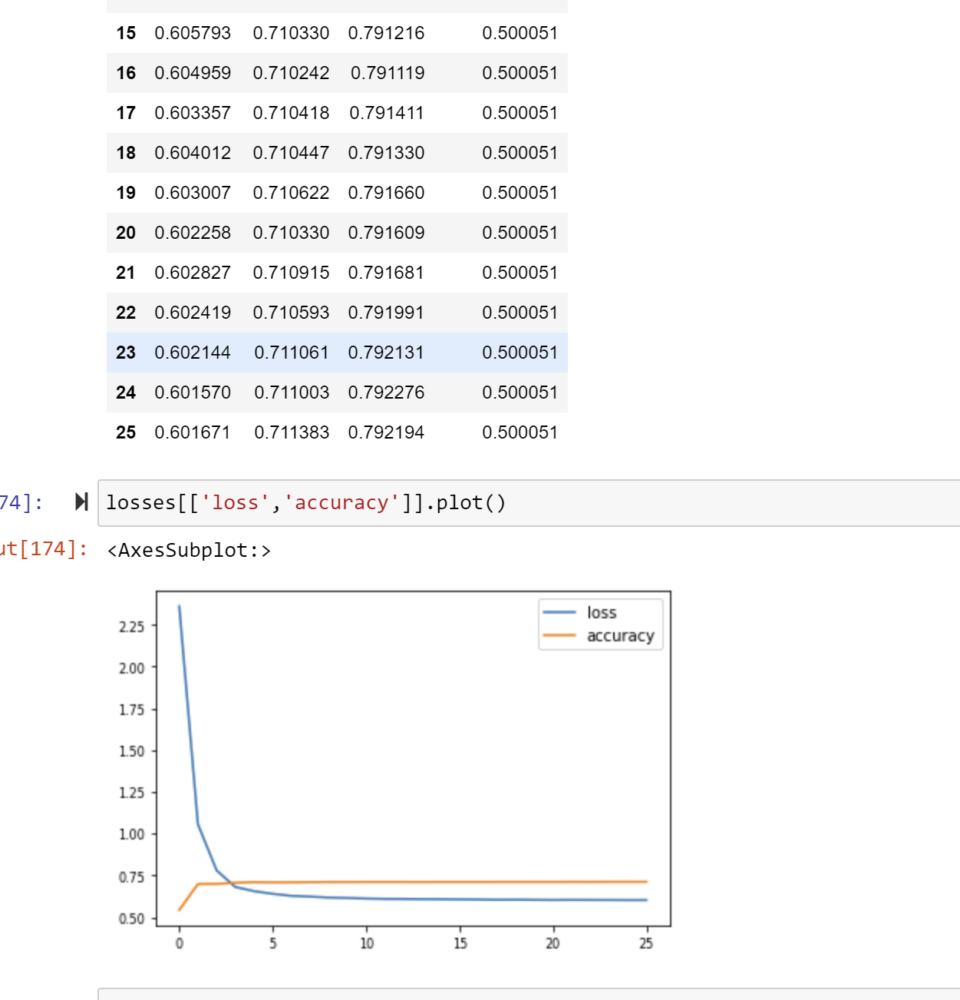 15 0.605793 0.710330 0.791216 0.500051
16 0.604959 0.710242 0.791119 0.500051
17 0.603357 0.710418 0.791411 0.500051
18 0.604012 0.710447 0.791330 0.500051
19 0.603007 0.710622 0.791660 0.500051
20 0.602258 0.710330 0.791609 0.500051
21 0.602827 0.710915 0.791681 0.500051
22 0.602419 0.710593 0.791991 0.500051
23 0.602144 0.711061 0.792131 0.500051
24 0.601570 0.711003 0.792276 0.500051
25 0.601671 0.711383 0.792194 0.500051
74]: losses[['loss','accuracy']].plot()
ut[174]: <AxesSubplot:>
loss
accuracy
2.25
2.00
1.75
1.50
1.25
1.00
0.75
0.50
0 5 10 15 20 25